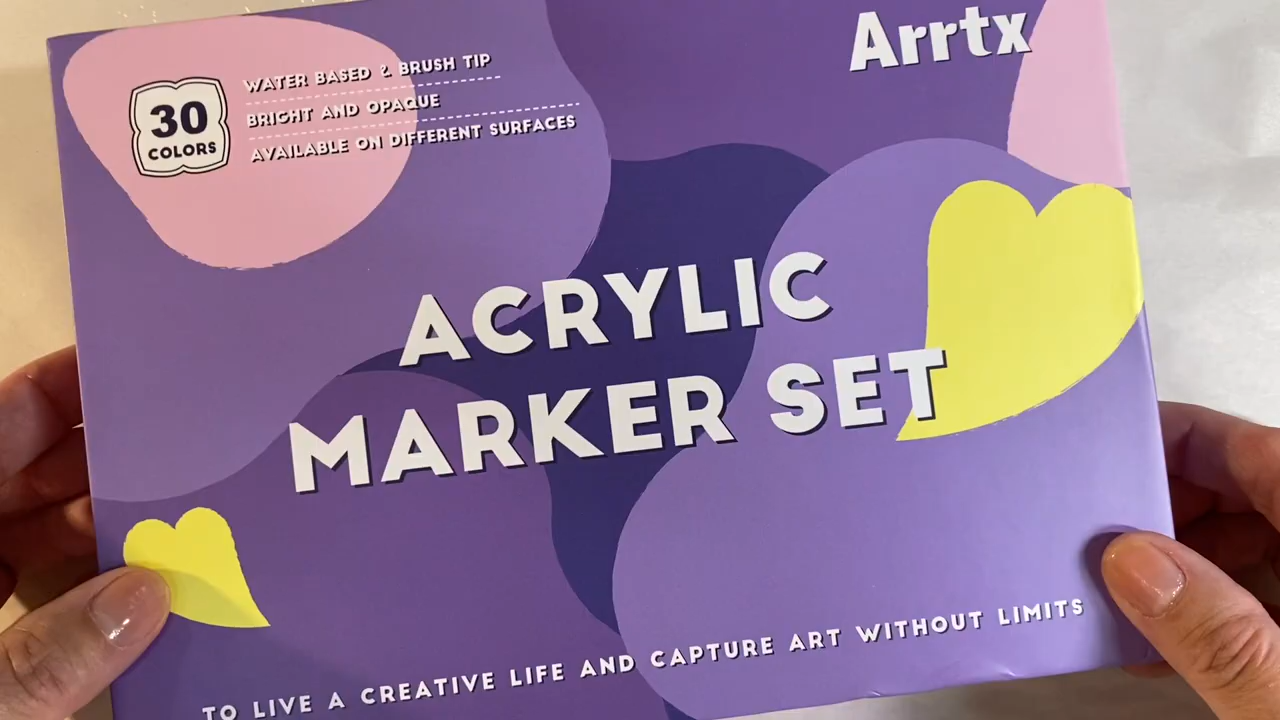 30
COLORS
WATER BASED & BRUSH TIP
BRIGHT AND OPAQUE
AVAILABLE ON DIFFERENT SURFACES
Arrtx
ACRYLIC
MARKER SET
TO LIVE A CREATIVE LIFE AND CAPTURE ART WITHOUT LIMITS